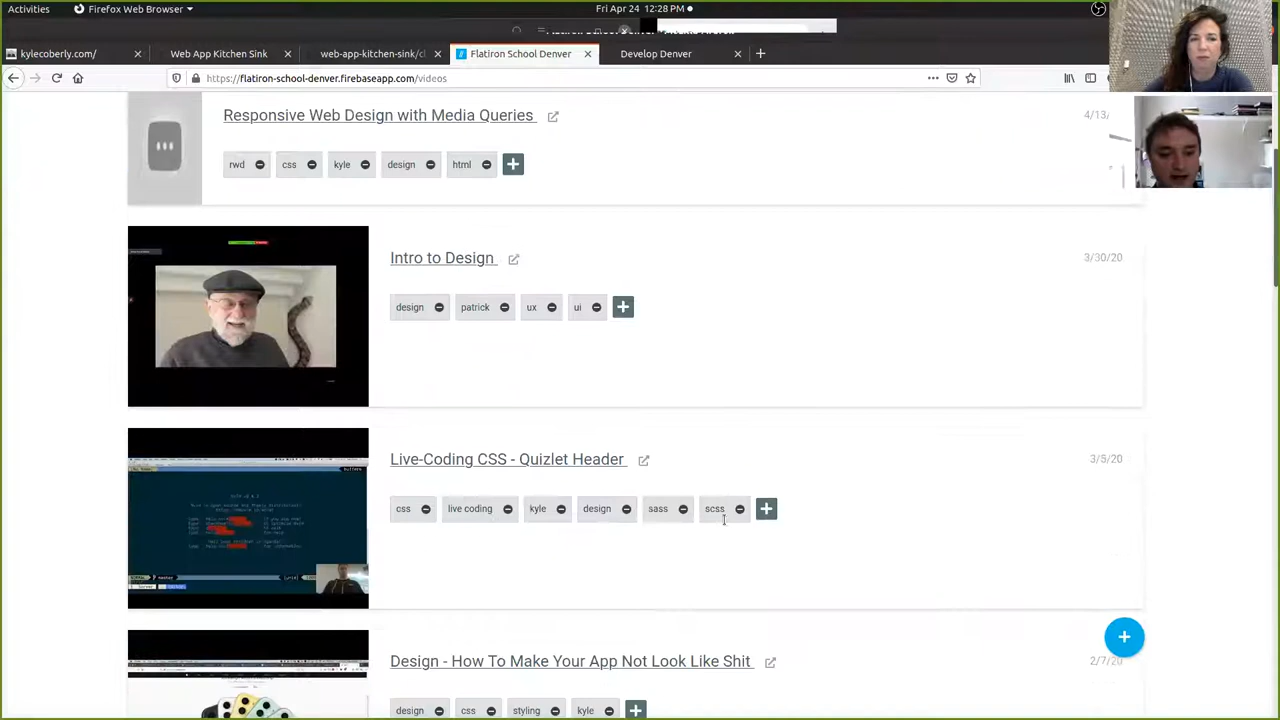 Activities
Firefox Web Browser
Fri Apr 24 12:28 PM
kylecoberly.com/
Web App Kitchen Sink
web-app-kitchen-sink/cl
Flatiron School Denver
Develop Denver
https://flatiron-school-denver.firebaseapp.com/videos
Responsive Web Design with Media Queries
4/13/
rwd
css
kyle
design
html
Intro to Design
3/30/20
design
patrick
ux
ui
Live-Coding CSS - Quizlet Header
3/5/20
live coding
design
sass
scss
Design - How To Make Your App not Look Like Shit
2/7/20
design
css
styling
kyle